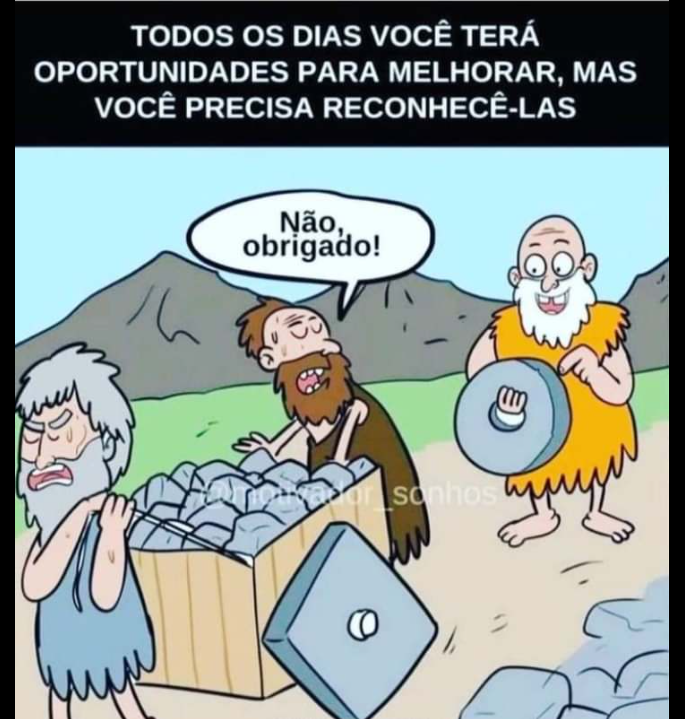 TODOS OS DIAS VOCÊ TERÁ
OPORTUNIDADES PARA MELHORAR, MAS
VOCÊ PRECISA RECONHECÊ-LAS
Não,
obrigado!
@motivador_sonhos